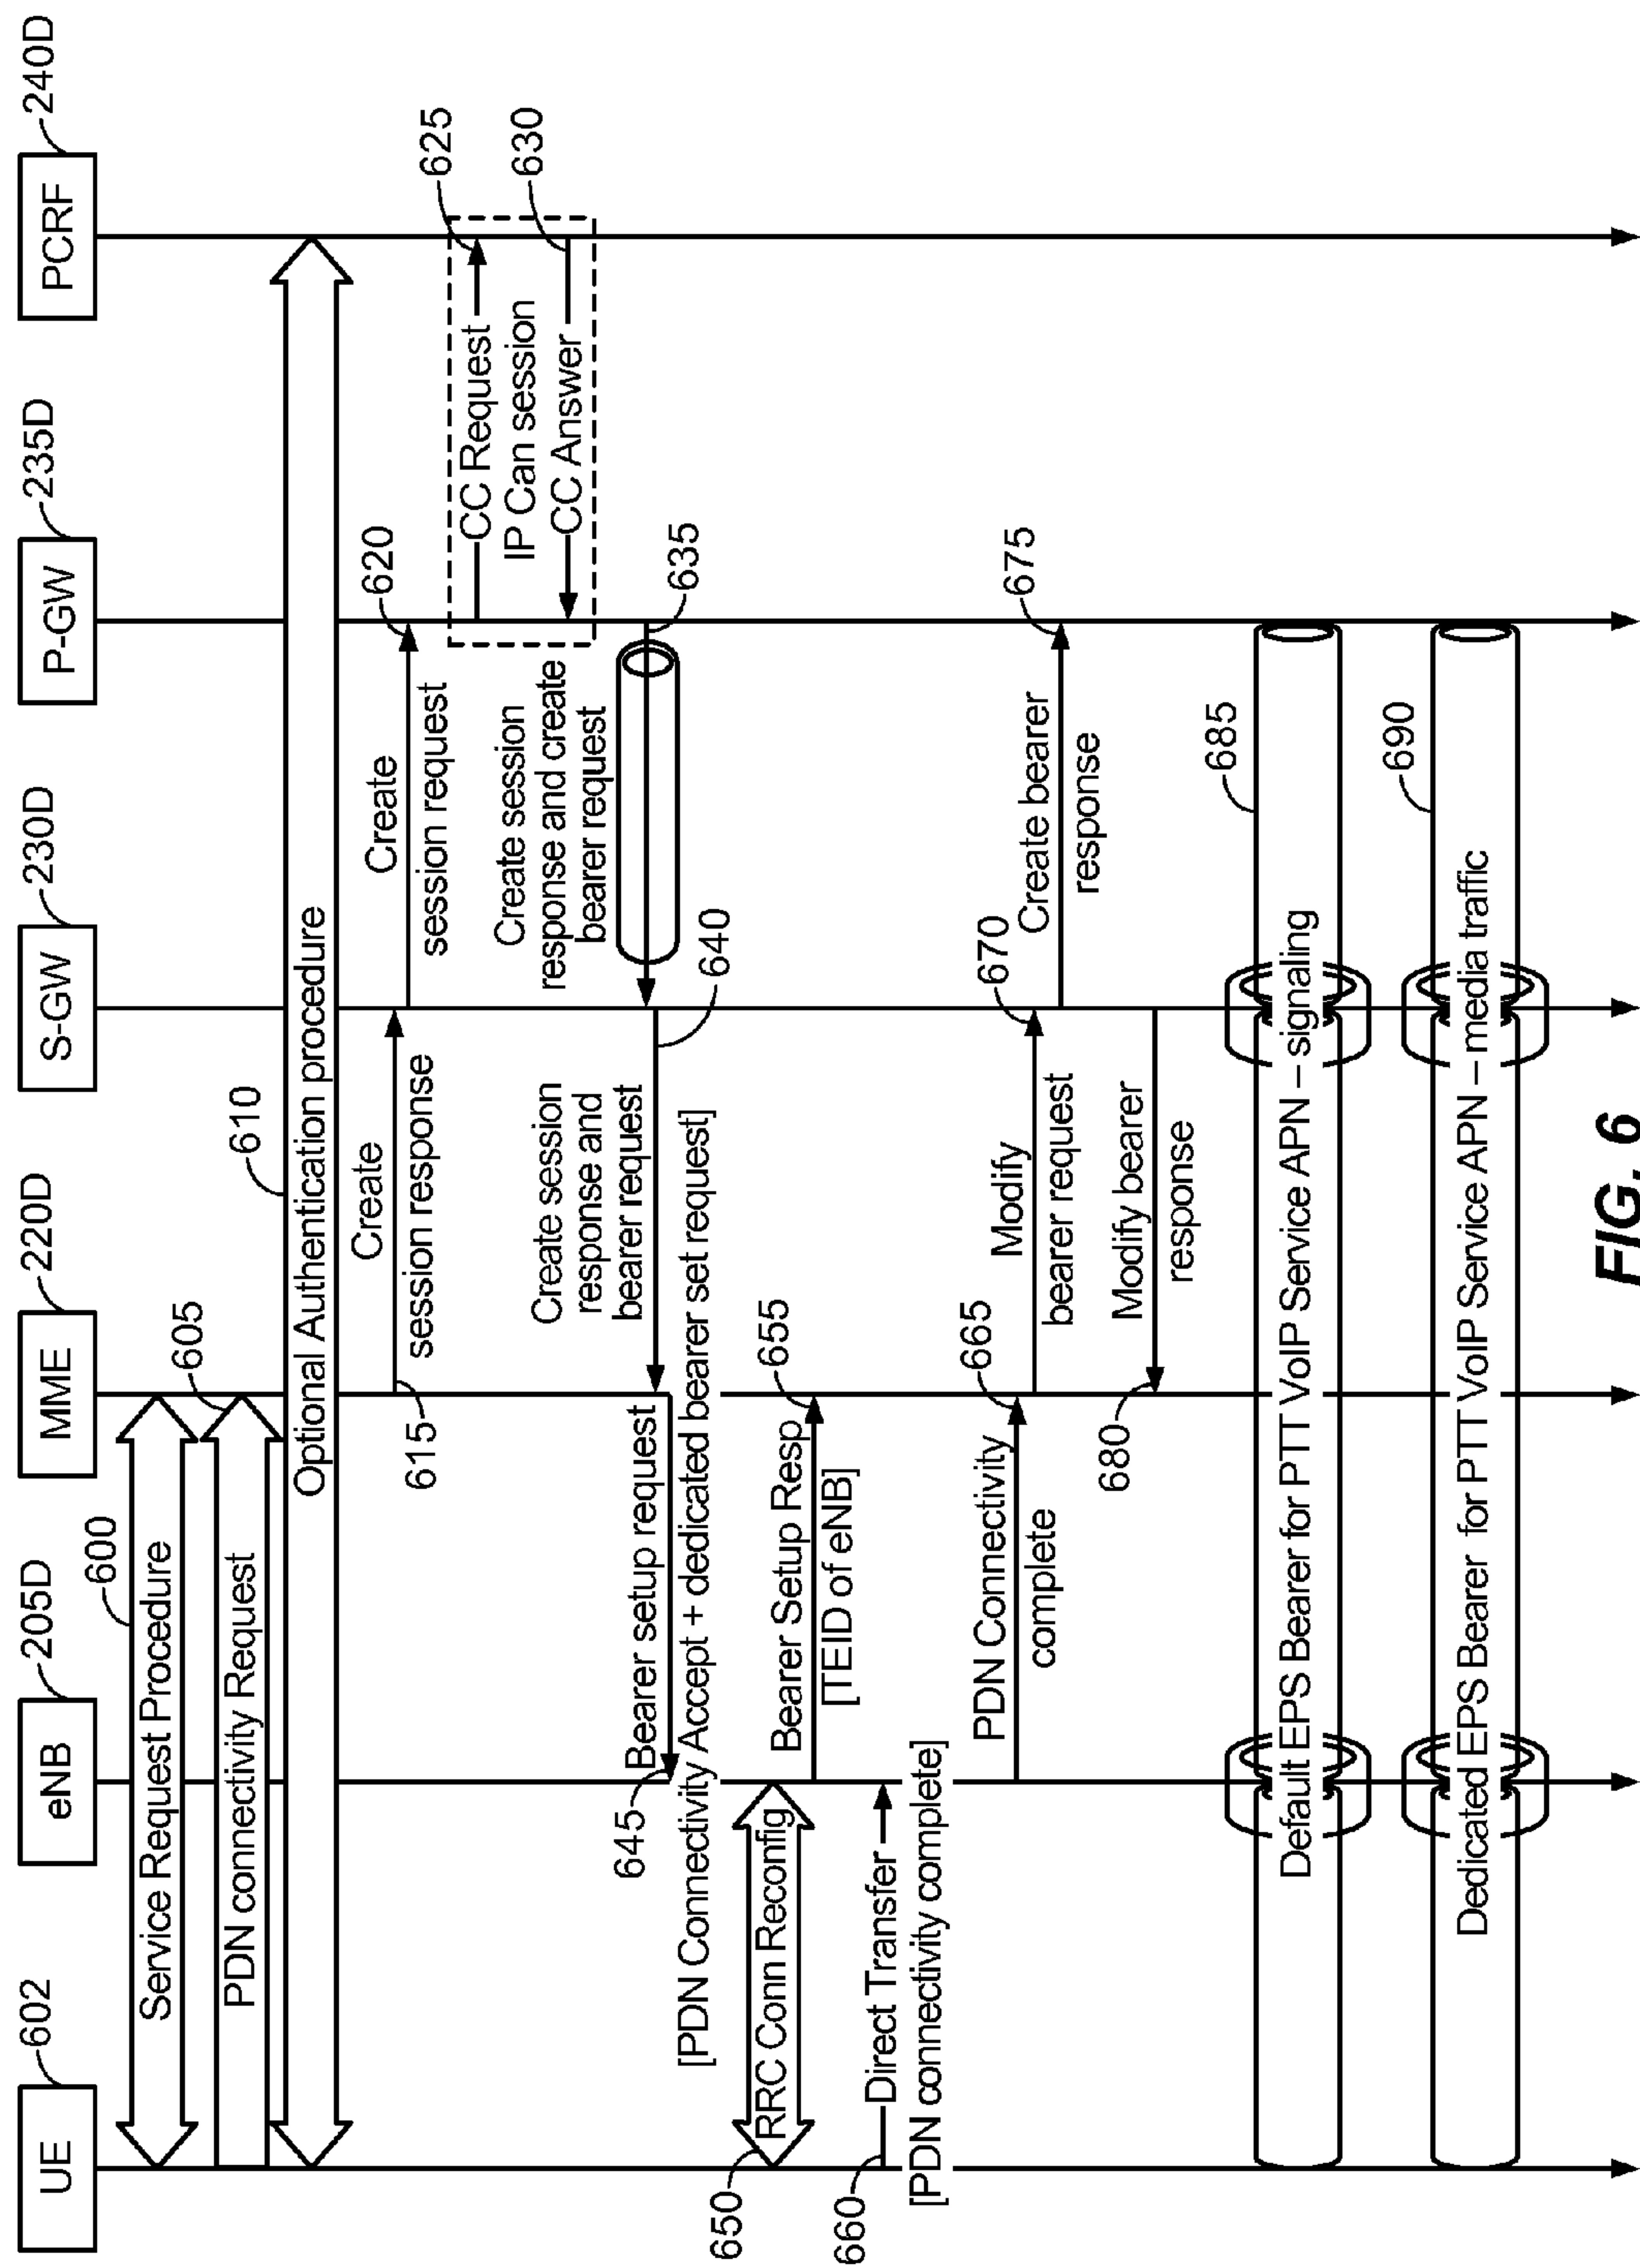 UE
602
eNB
205D
MME
220D
S-GW
230D
P-GW
235D
PCRF
240D
600
Service Request Procedure
605
PDN connectivity Request
610
Optional Authentication procedure
Create
session response
615
Create
session request
620
625
CC Request
IP Can session
CC Answer
630
Create session
response and create
bearer request
635
Create session
response and
bearer request
640
Bearer setup request
645
[PDN Connectivity Accept + dedicated bearer set request]
RRC Conn Reconfig
650
Bearer Setup Resp
[TEID of eNB]
655
Direct Transfer
660
[PDN connectivity complete]
PDN Connectivity
complete
665
Modify
bearer request
670
Create bearer
response
675
Modify bearer
response
680
685
Default EPS Bearer for PTT VoIP Service APN – signaling
690
Dedicated EPS Bearer for PTT VoIP Service APN – media traffic
FIG. 6